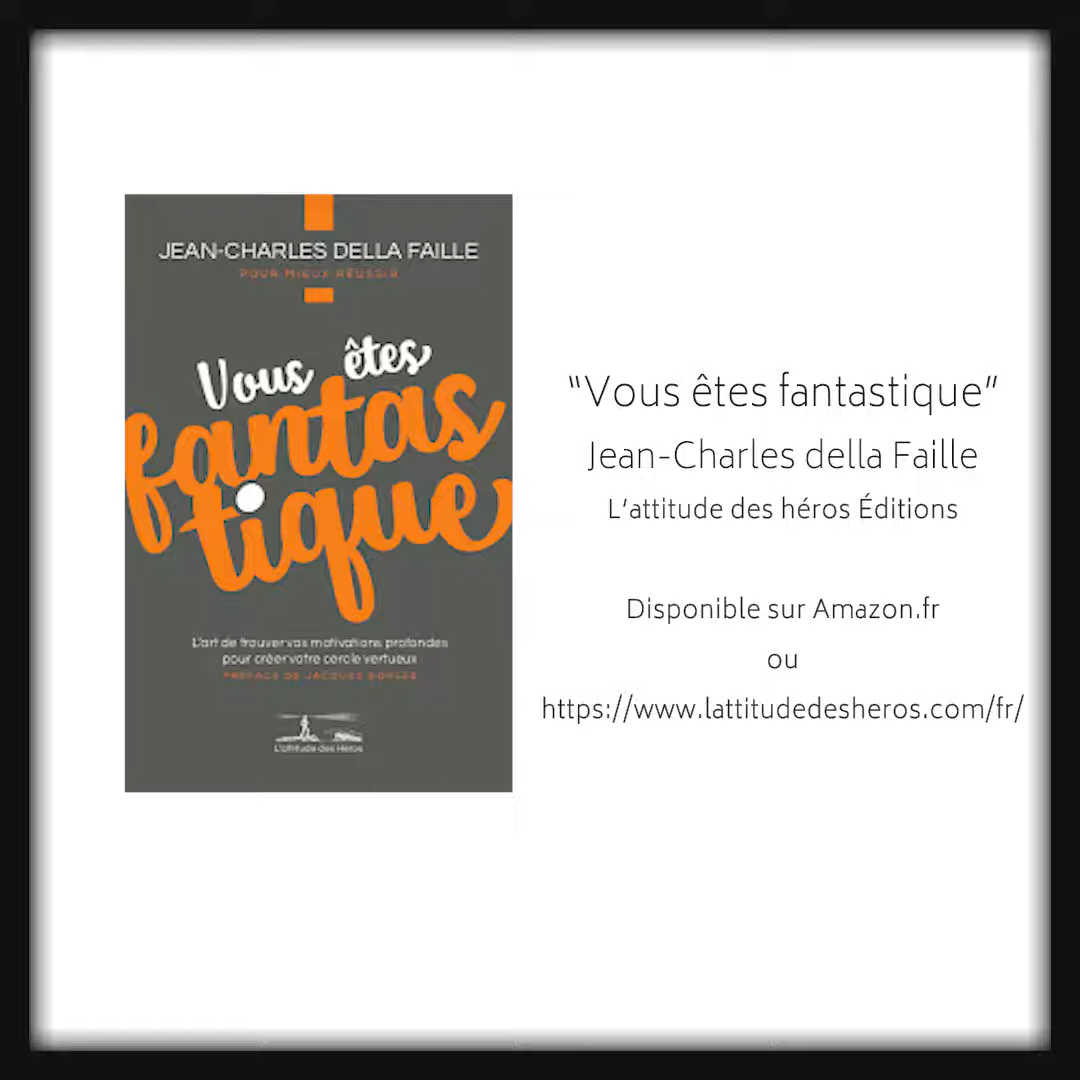 JEAN-CHARLES DELLA FAILLE
POUR MIEUX RÉUSSIR
Vous êtes
fantas
tique
L'art de trouver vos motivations profondes
pour créer votre cercle vertueux
PRÉFACE DE JACQUES
L'attitude des Héros
“Vous êtes fantastique”
Jean-Charles della Faille
L'attitude des héros Éditions
Disponible sur Amazon.fr
ou
https://www.lattitudedesheros.com/fr/